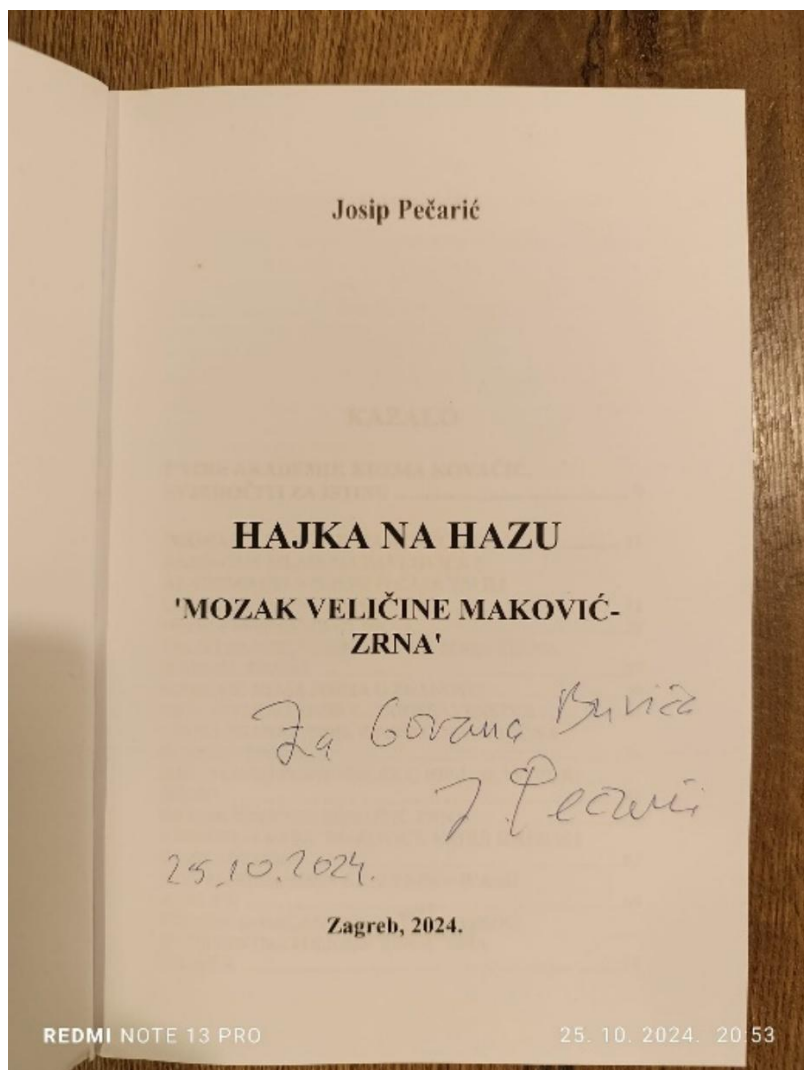 Josip Pečarić
HAJKA NA HAZU
'MOZAK VELIČINE MAKOVIĆ-
ZRNA'
Za Gorana
J Pečarić
25.10.2024.
Zagreb, 2024.
REDMI NOTE 13 PRO
25. 10. 2024. 20:53